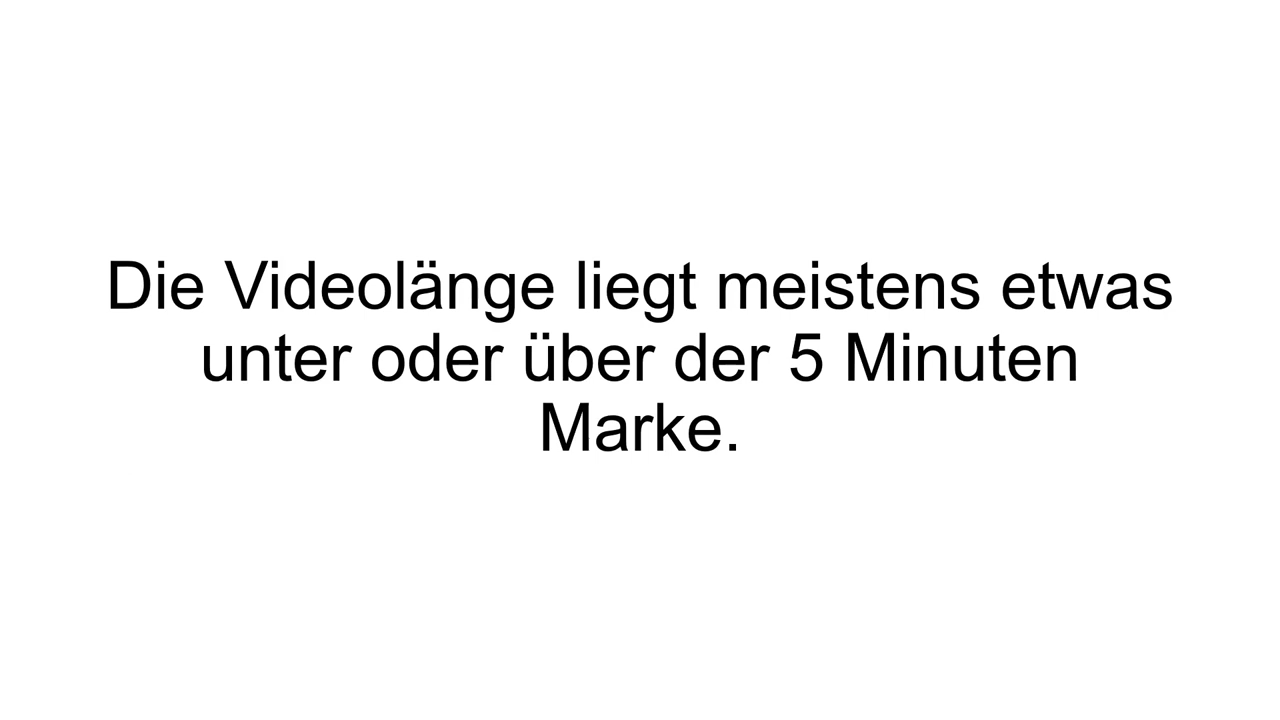 Die Videolänge liegt meistens etwas
unter oder über der 5 Minuten
Marke.